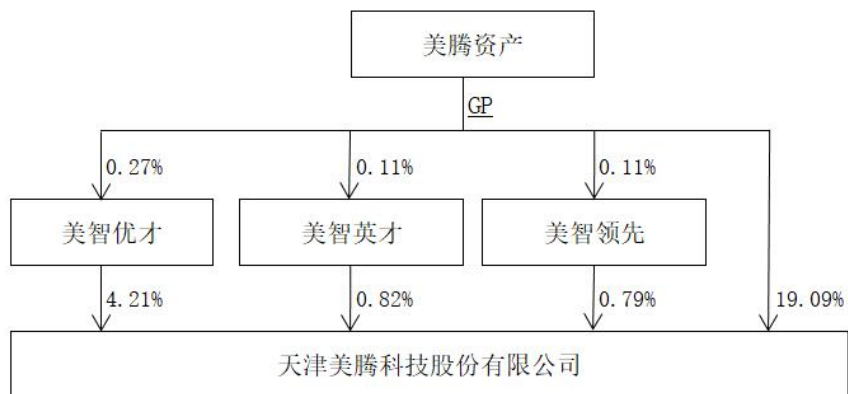 美腾资产
GP
0.27%
0.11%
0.11%
美智优才
美智英才
美智领先
4.21%
0.82%
0.79%
19.09%
天津美腾科技股份有限公司